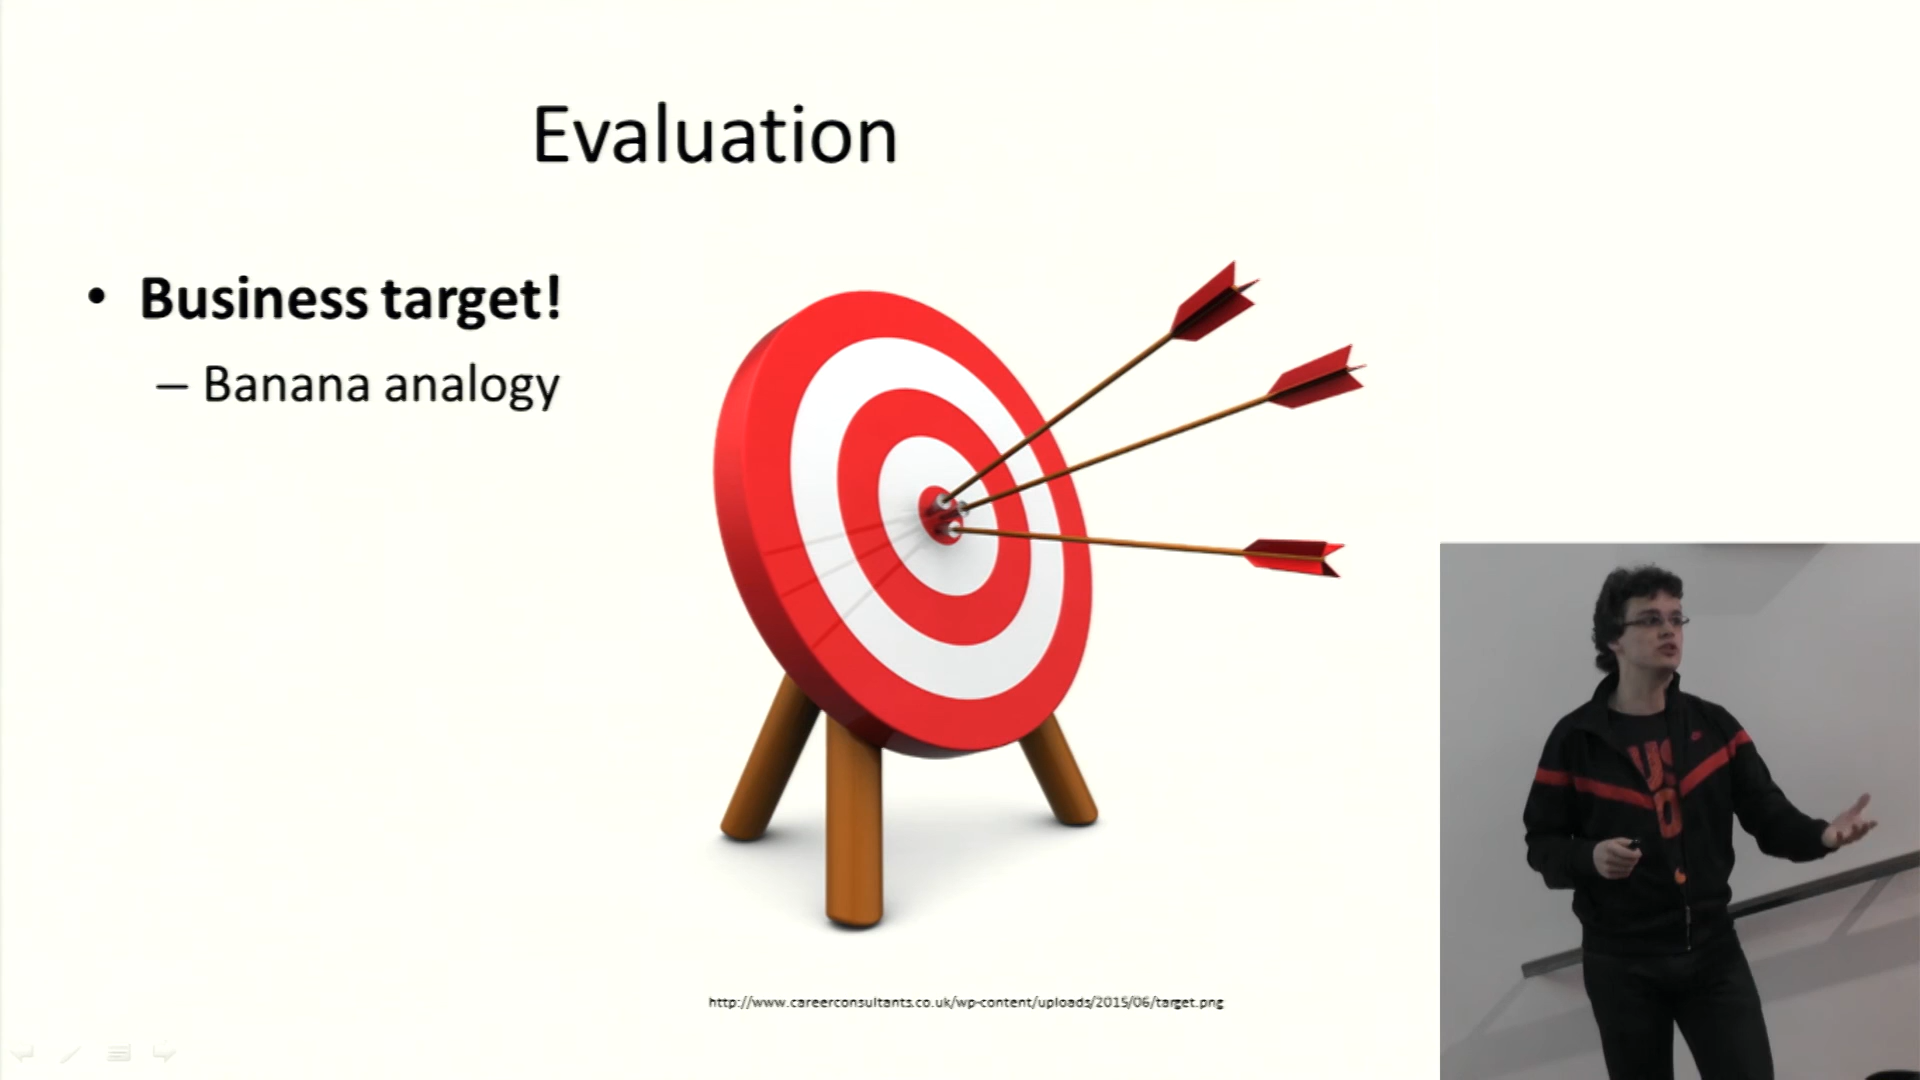 Evaluation
• Business target!
– Banana analogy
http://www.careerconsultants.co.uk/wp-content/uploads/2015/06/target.png